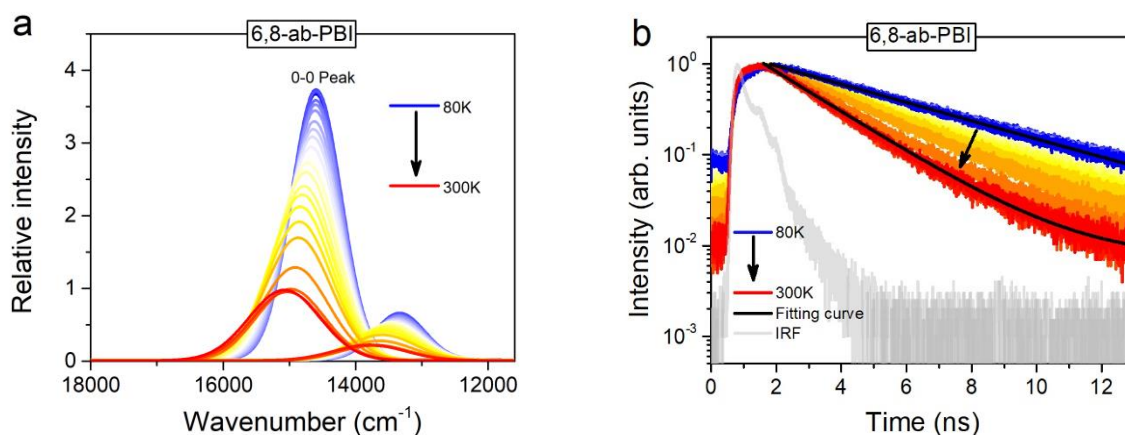 a
6,8-ab-PBI
Relative intensity
4
3
2
1
0
0-0 Peak
80K
300K
18000 16000 14000 12000
Wavenumber (cm⁻¹)
b
6,8-ab-PBI
Intensity (arb. units)
10⁰
10⁻¹
10⁻²
10⁻³
80K
300K
Fitting curve
IRF
0 2 4 6 8 10 12
Time (ns)